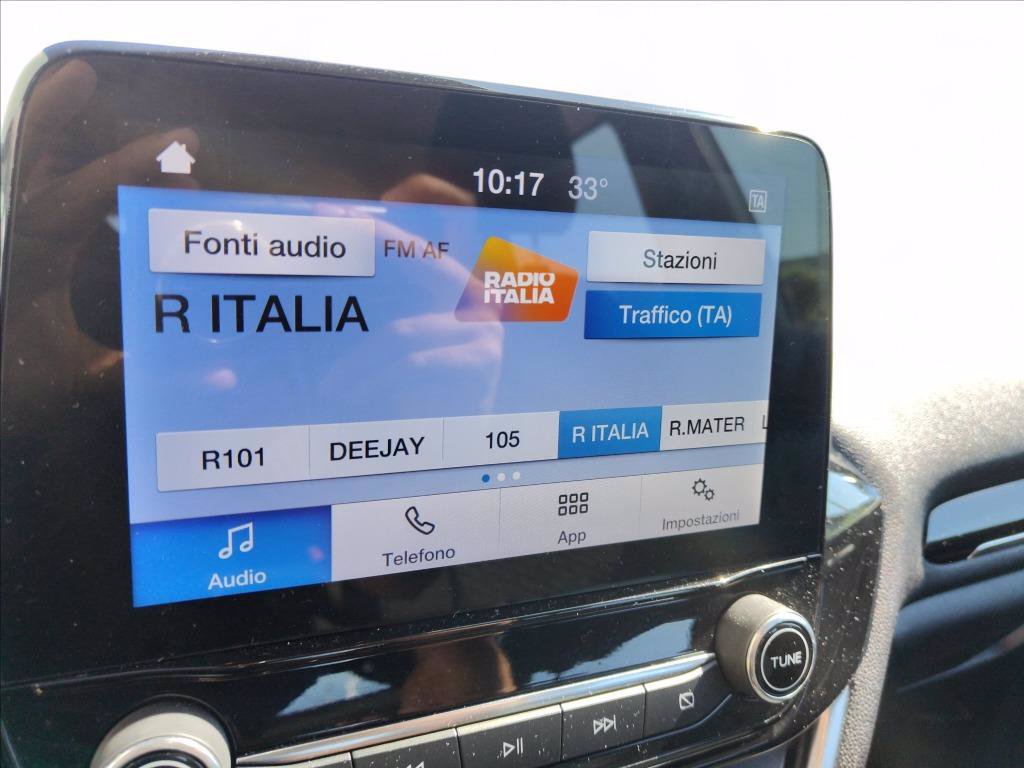 10:17 33°
TA
Fonti audio
FM AF
RADIO
ITALIA
Stazioni
R ITALIA
Traffico (TA)
R101
DEEJAY
105
R ITALIA
R.MATER
L
Audio
Telefono
App
Impostazioni
TUNE